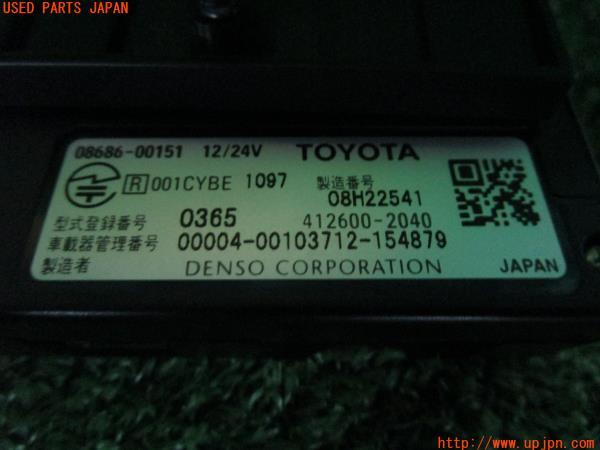 USED PARTS JAPAN
08686-00151 12/24V TOYOTA
R 001CYBE 1097 製造番号
08H22541
型式登録番号 0365 412600-2040
車載器管理番号 00004-00103712-154879
製造者 DENSO CORPORATION JAPAN
http://www.upjpn.com/